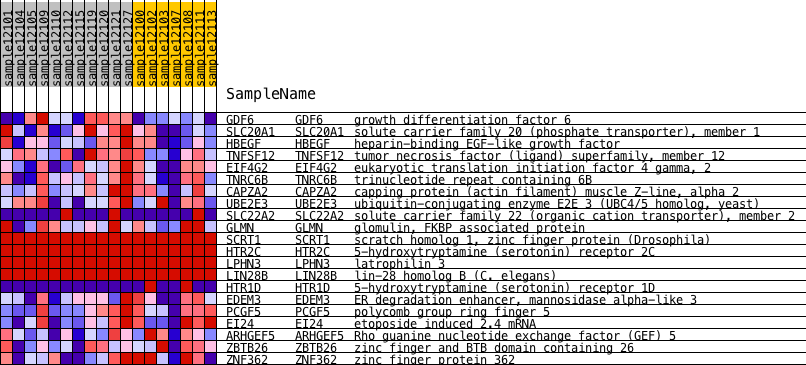 sample12101
sample12104
sample12105
sample12109
sample12110
sample12112
sample12115
sample12119
sample12120
sample12121
sample12127
sample12100
sample12102
sample12103
sample12107
sample12108
sample12111
sample12113
SampleName
GDF6 GDF6 growth differentiation factor 6
SLC20A1 SLC20A1 solute carrier family 20 (phosphate transporter), member 1
HBEGF HBEGF heparin-binding EGF-like growth factor
TNFSF12 TNFSF12 tumor necrosis factor (ligand) superfamily, member 12
EIF4G2 EIF4G2 eukaryotic translation initiation factor 4 gamma, 2
TNRC6B TNRC6B trinucleotide repeat containing 6B
CAPZA2 CAPZA2 capping protein (actin filament) muscle Z-line, alpha 2
UBE2E3 UBE2E3 ubiquitin-conjugating enzyme E2E 3 (UBC4/5 homolog, yeast)
SLC22A2 SLC22A2 solute carrier family 22 (organic cation transporter), member 2
GLMN GLMN glomulin, FKBP associated protein
SCRT1 SCRT1 scratch homolog 1, zinc finger protein (Drosophila)
HTR2C HTR2C 5-hydroxytryptamine (serotonin) receptor 2C
LPHN3 LPHN3 latrophilin 3
LIN28B LIN28B lin-28 homolog B (C. elegans)
HTR1D HTR1D 5-hydroxytryptamine (serotonin) receptor 1D
EDEM3 EDEM3 ER degradation enhancer, mannosidase alpha-like 3
PCGF5 PCGF5 polycomb group ring finger 5
EI24 EI24 etoposide induced 2.4 mRNA
ARHGEF5 ARHGEF5 Rho guanine nucleotide exchange factor (GEF) 5
ZBTB26 ZBTB26 zinc finger and BTB domain containing 26
ZNF362 ZNF362 zinc finger protein 362